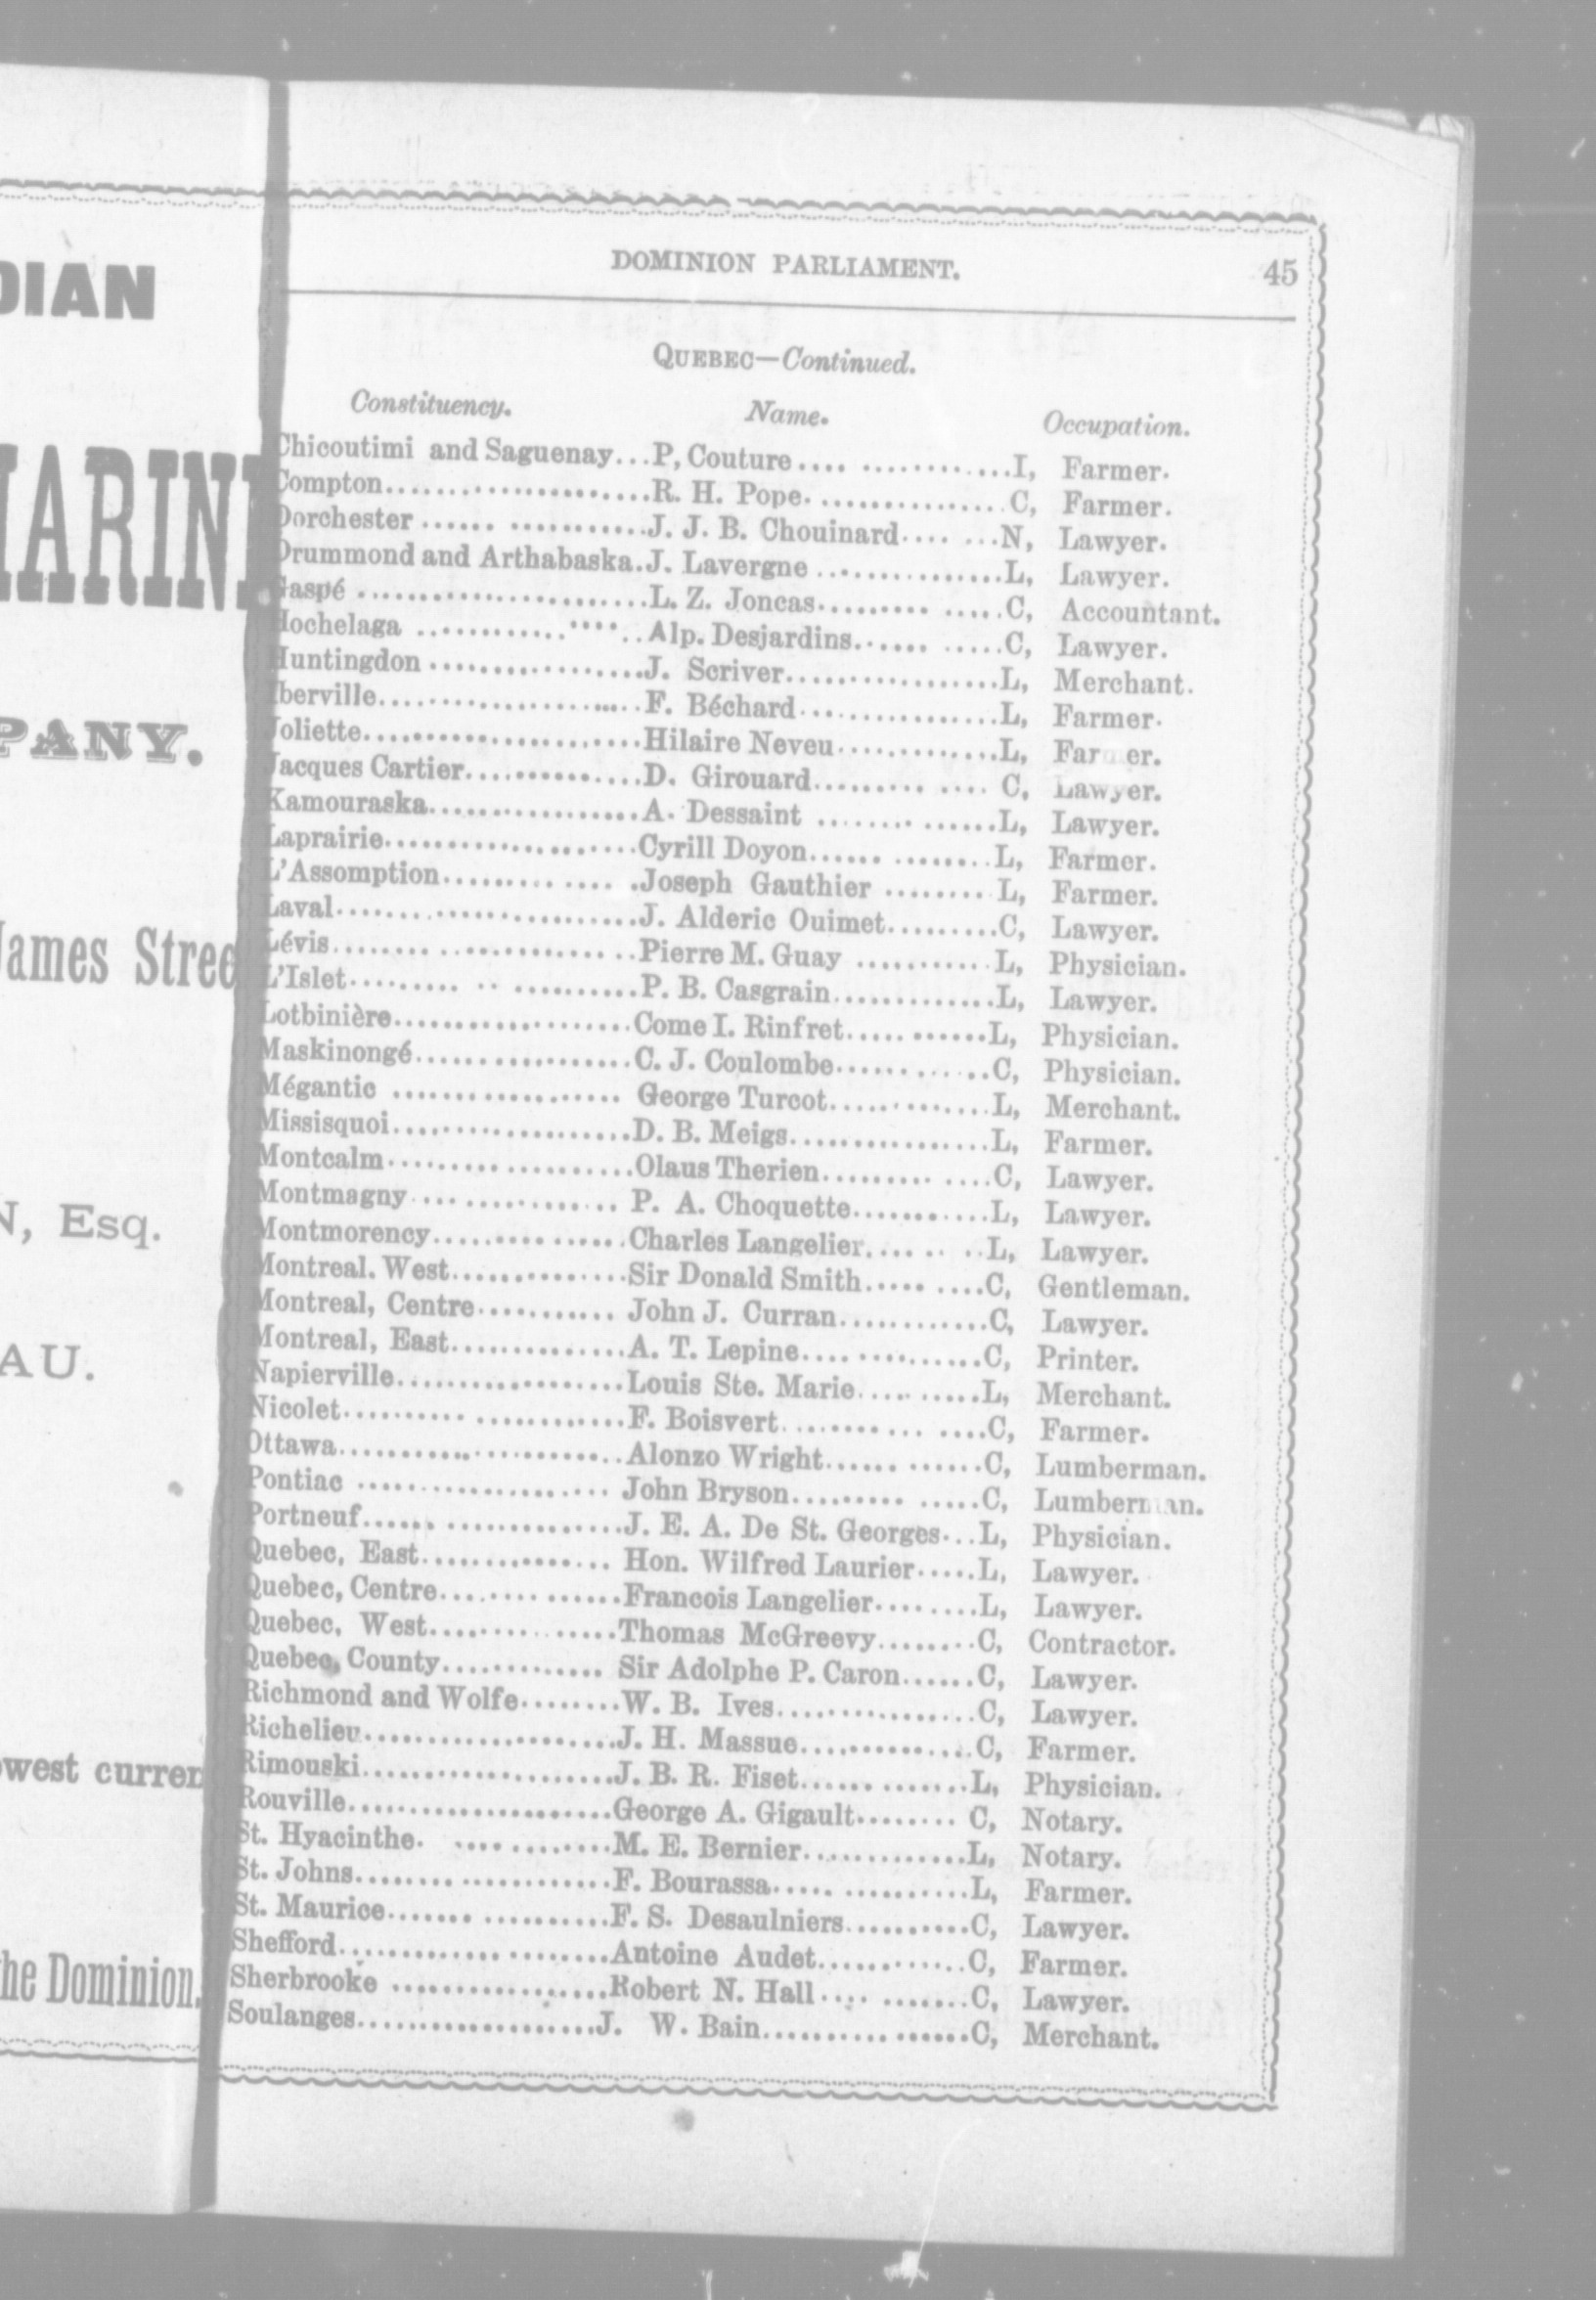 DIAN
MARIN
PANY.
James Stree
N, Esq.
AU.
owest curren
the Dominion.
DOMINION PARLIAMENT. 45
QUEBEC—Continued.
Constituency. Name. Occupation.
Chicoutimi and Saguenay...P, Couture.... ............I, Farmer.
Compton......................R. H. Pope. ................C, Farmer.
Dorchester ...... ...........J. J. B. Chouinard.... ...N, Lawyer.
Drummond and Arthabaska.J. Lavergne ................L, Lawyer.
Gaspé ........................L. Z. Joncas......... .....C, Accountant.
Hochelaga ..................Alp. Desjardins....... .....C, Lawyer.
Huntingdon ..................J. Scriver..................L, Merchant.
Iberville......................F. Béchard.................L, Farmer.
Joliette.......................Hilaire Neveu.............L, Farmer.
Jacques Cartier...............D. Girouard......... .... C, Lawyer.
Kamouraska.................A. Dessaint ........ ......L, Lawyer.
Laprairie.....................Cyrill Doyon...... .........L, Farmer.
L'Assomption......... .... .Joseph Gauthier .........L, Farmer.
Laval.........................J. Alderic Ouimet.........C, Lawyer.
Lévis........ ................Pierre M. Guay ...........L, Physician.
L'Islet......... .. ..........P. B. Casgrain.............L, Lawyer.
Lotbinière...................Come I. Rinfret..... ......L, Physician.
Maskinongé..................C. J. Coulombe.............C, Physician.
Mégantic ................... George Turcot.............L, Merchant.
Missisquoi....................D. B. Meigs................L, Farmer.
Montcalm......... ...........Olaus Therien......... ....C, Lawyer.
Montmagny.... ............. P. A. Choquette...........L, Lawyer.
Montmorency......... ......Charles Langelier.... .. ..L, Lawyer.
Montreal. West..............Sir Donald Smith..... ....C, Gentleman.
Montreal, Centre........... John J. Curran............C, Lawyer.
Montreal, East..............A. T. Lepine.... ..........C, Printer.
Napierville...................Louis Ste. Marie..... .....L, Merchant.
Nicolet.......... ............F. Boisvert......... ... ....C, Farmer.
Ottawa.......................Alonzo Wright...... ......C, Lumberman.
Pontiac ..................... John Bryson......... .....C, Lumberman.
Portneuf...... ...............J. E. A. De St. Georges...L, Physician.
Quebec, East............... Hon. Wilfred Laurier.....L, Lawyer.
Quebec, Centre......... ......Francois Langelier........L, Lawyer.
Quebec, West...............Thomas McGreevy........C, Contractor.
Quebec, County............. Sir Adolphe P. Caron......C, Lawyer.
Richmond and Wolfe........W. B. Ives................C, Lawyer.
Richelieu.....................J. H. Massue..............C, Farmer.
Rimouski.....................J. B. R. Fiset...... .......L, Physician.
Rouville......................George A. Gigault........ C, Notary.
St. Hyacinthe. .... .........M. E. Bernier.............L, Notary.
St. Johns........ ............F. Bourassa..... ..........L, Farmer.
St. Maurice....... ..........F. S. Desaulniers..........C, Lawyer.
Shefford............. ........Antoine Audet............C, Farmer.
Sherbrooke ..................Robert N. Hall .... .......C, Lawyer.
Soulanges....................J. W. Bain.......... ......C, Merchant.